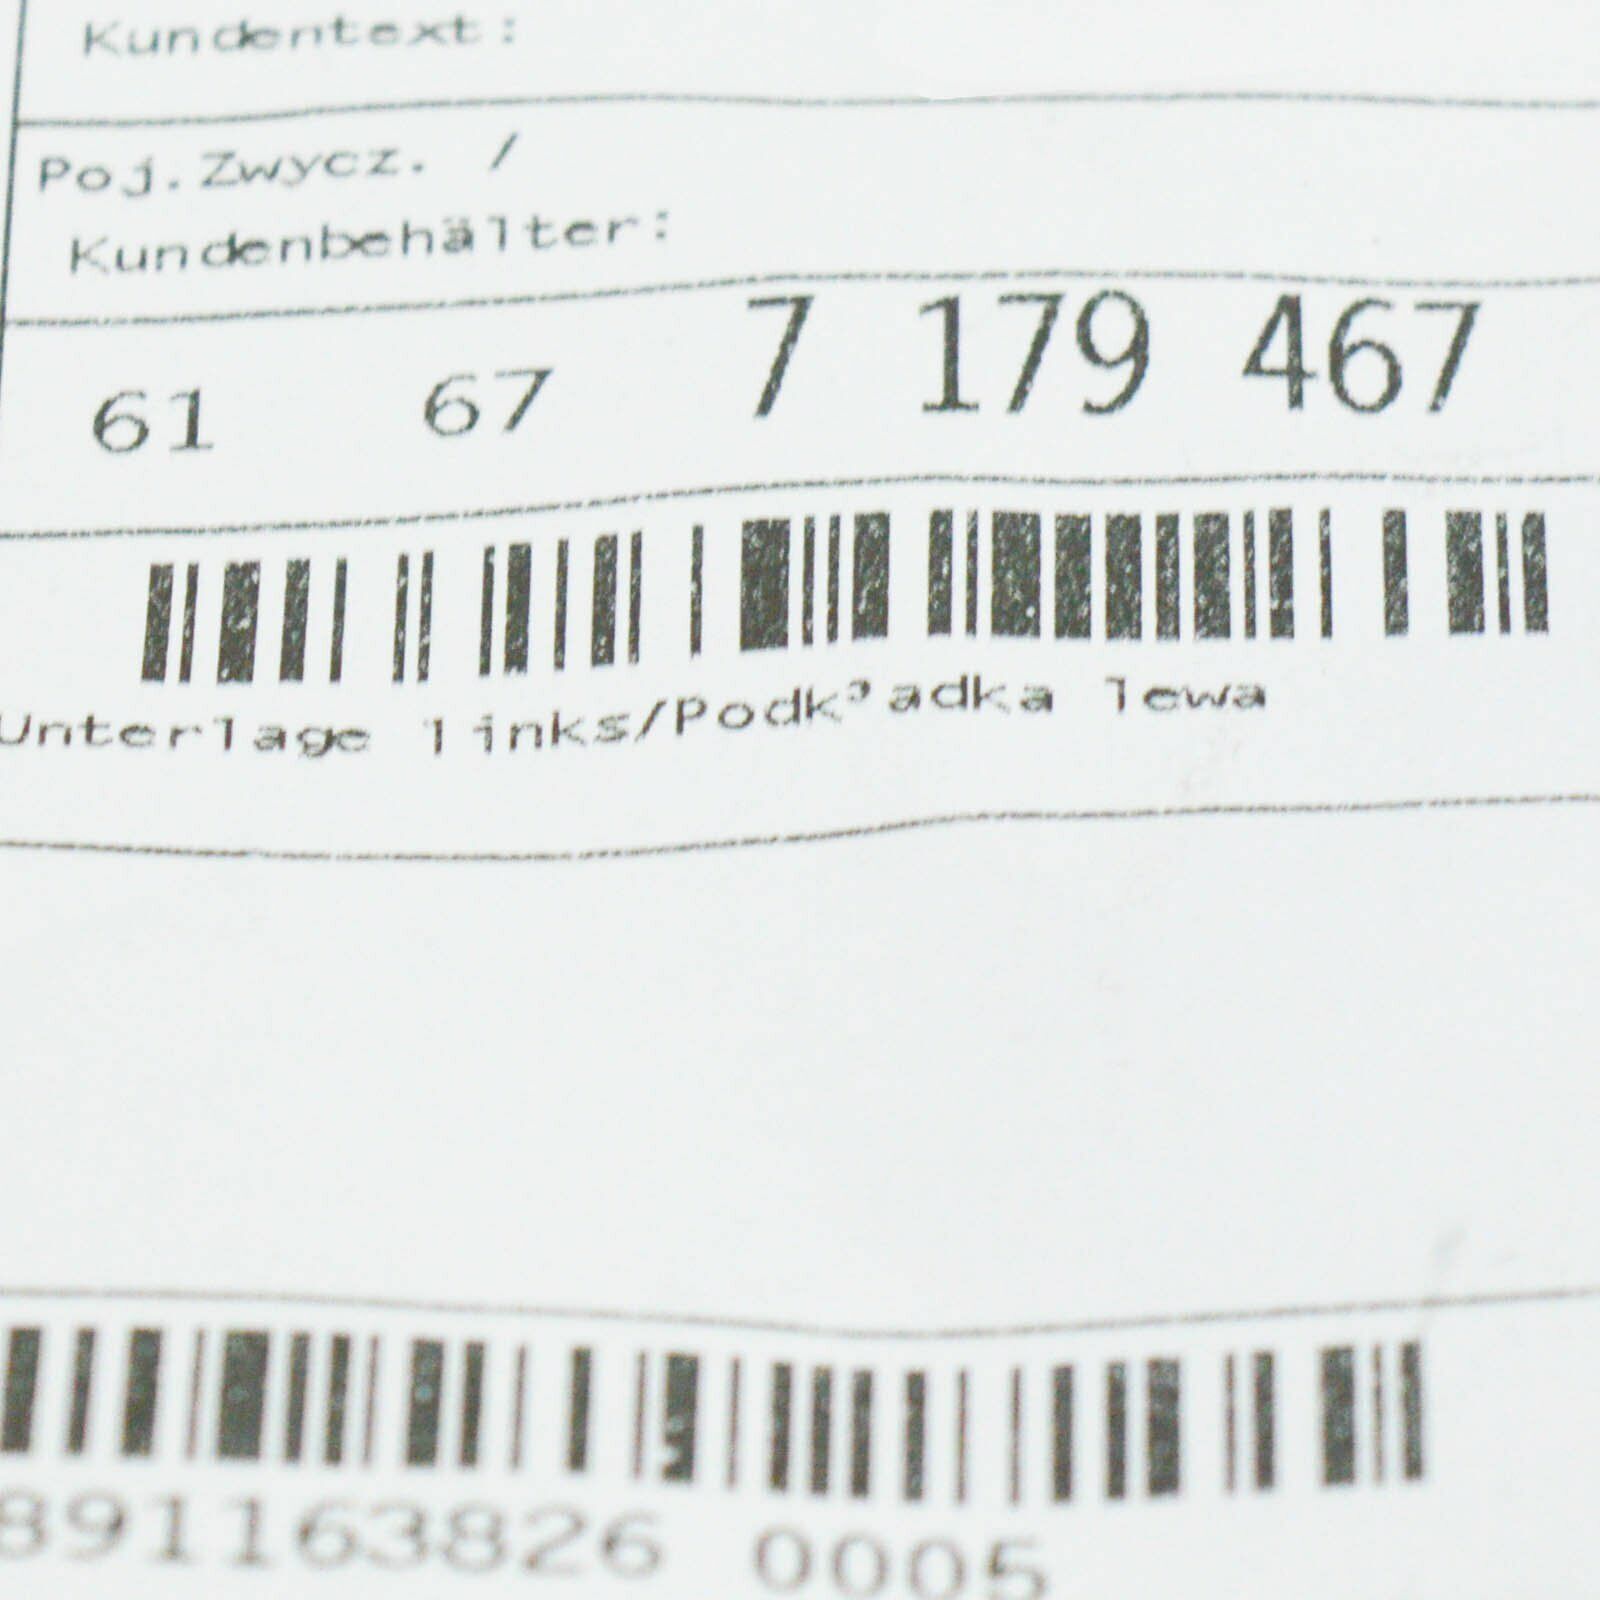 Kundentext:
Poj.Zwycz. /
Kundenbehälter:
61 67 7 179 467
Unterlage links/Podk³adka lewa
891163826 0005